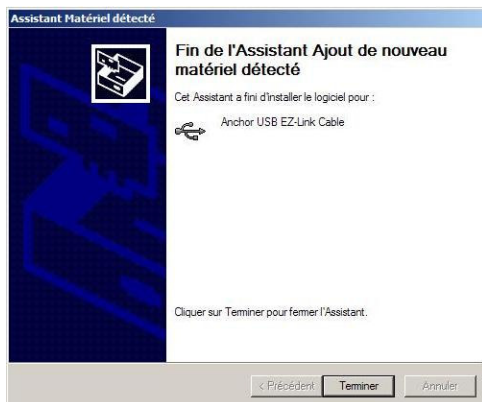 Assistant Matériel détecté
Fin de l'Assistant Ajout de nouveau
matériel détecté
Cet Assistant a fini d'installer le logiciel pour :
Anchor USB EZ-Link Cable
Cliquer sur Terminer pour fermer l'Assistant.
< Précédent Terminer Annuler